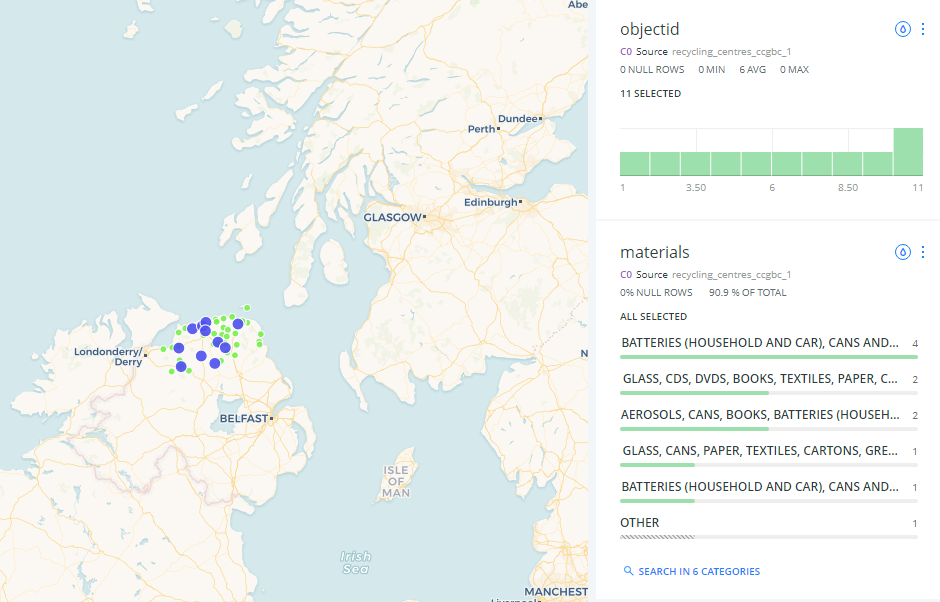 Abe
Dundee
Perth
Edinburgh
GLASGOW
Londonderry/
Derry
BELFAST
ISLE
OF
MAN
N
Irish
Sea
MANCHEST
Liverpool
objectid
C0 Source recycling_centres_ccgbc_1
0 NULL ROWS 0 MIN 6 AVG 0 MAX
11 SELECTED
1 3.50 6 8.50 11
materials
C0 Source recycling_centres_ccgbc_1
0% NULL ROWS 90.9 % OF TOTAL
ALL SELECTED
BATTERIES (HOUSEHOLD AND CAR), CANS AND... 4
GLASS, CDS, DVDS, BOOKS, TEXTILES, PAPER, C... 2
AEROSOLS, CANS, BOOKS, BATTERIES (HOUSEH... 2
GLASS, CANS, PAPER, TEXTILES, CARTONS, GRE... 1
BATTERIES (HOUSEHOLD AND CAR), CANS AND... 1
OTHER 1
SEARCH IN 6 CATEGORIES